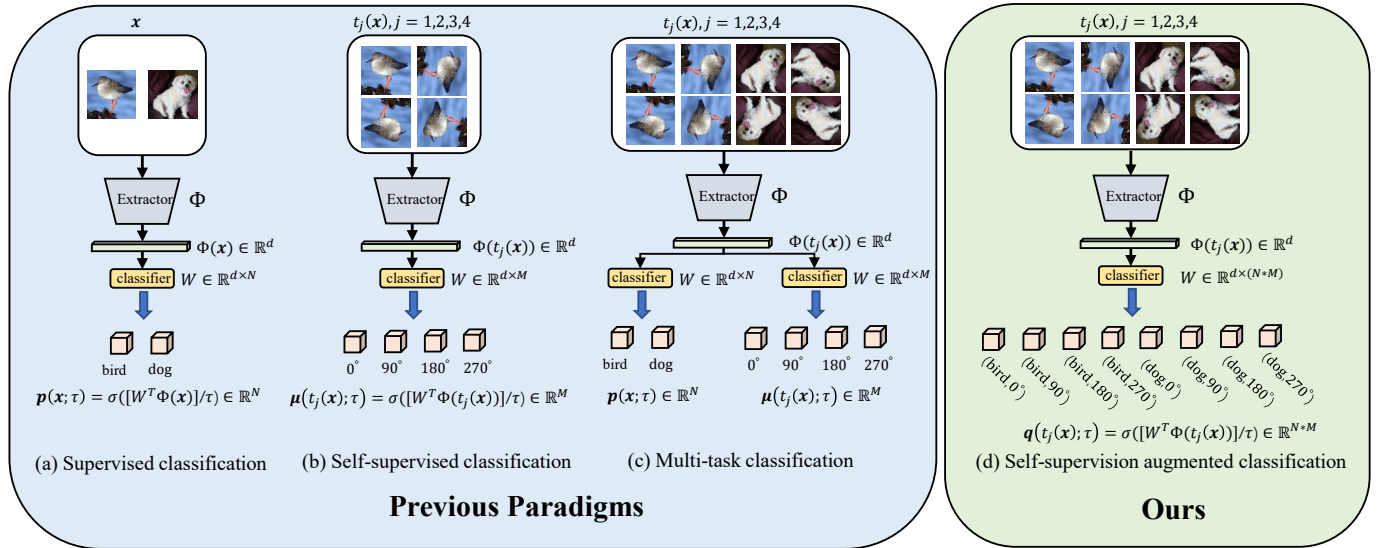 𝒙
Extractor
Φ
Φ(𝒙) ∈ ℝ^d
classifier
W ∈ ℝ^{d×N}
bird
dog
𝒑(𝒙; τ) = σ([W^T Φ(𝒙)]/τ) ∈ ℝ^N
(a) Supervised classification
t_j(𝒙), j = 1,2,3,4
Extractor
Φ
Φ(t_j(𝒙)) ∈ ℝ^d
classifier
W ∈ ℝ^{d×M}
0°
90°
180°
270°
𝝁(t_j(𝒙); τ) = σ([W^T Φ(t_j(𝒙))]/τ) ∈ ℝ^M
(b) Self-supervised classification
t_j(𝒙), j = 1,2,3,4
Extractor
Φ
Φ(t_j(𝒙)) ∈ ℝ^d
classifier
W ∈ ℝ^{d×N}
classifier
W ∈ ℝ^{d×M}
bird
dog
0°
90°
180°
270°
𝒑(𝒙; τ) ∈ ℝ^N
𝝁(t_j(𝒙); τ) ∈ ℝ^M
(c) Multi-task classification
Previous Paradigms
t_j(𝒙), j = 1,2,3,4
Extractor
Φ
Φ(t_j(𝒙)) ∈ ℝ^d
classifier
W ∈ ℝ^{d×(N*M)}
(bird,0°)
(bird,90°)
(bird,180°)
(bird,270°)
(dog,0°)
(dog,90°)
(dog,180°)
(dog,270°)
𝒒(t_j(𝒙); τ) = σ([W^T Φ(t_j(𝒙))]/τ) ∈ ℝ^{N*M}
(d) Self-supervision augmented classification
Ours